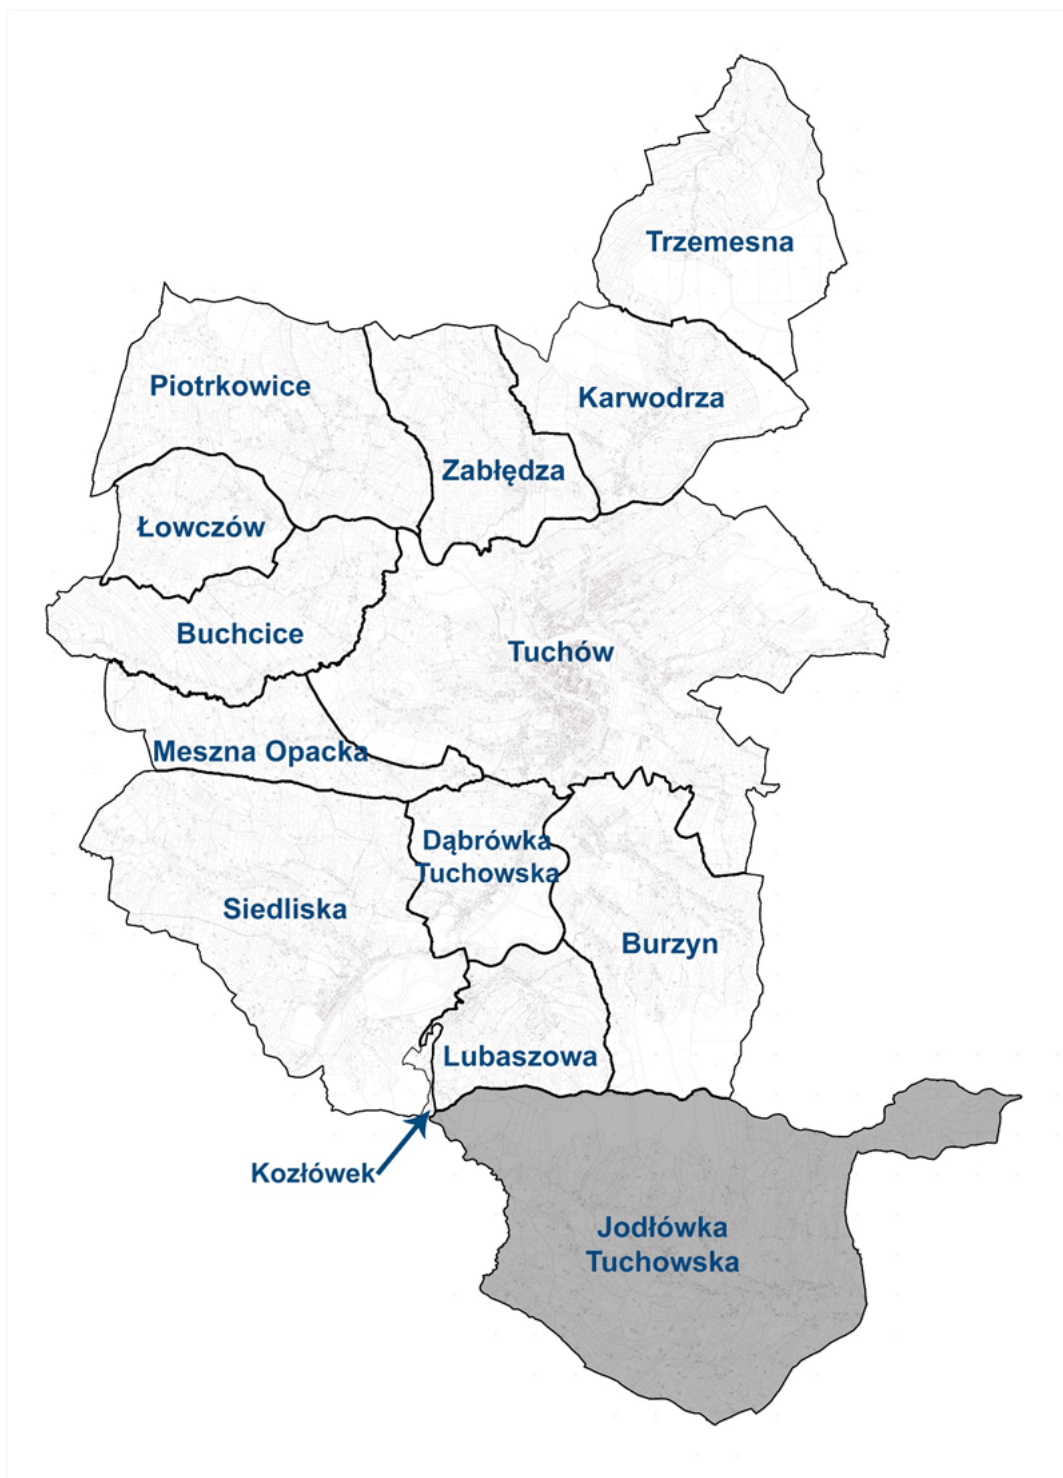 Trzemesna
Piotrkowice
Karwodrza
Zabłędza
Łowczów
Buchcice
Tuchów
Meszna Opacka
Dąbrówka
Tuchowska
Siedliska
Burzyn
Lubaszowa
Kozłówek
Jodłówka
Tuchowska